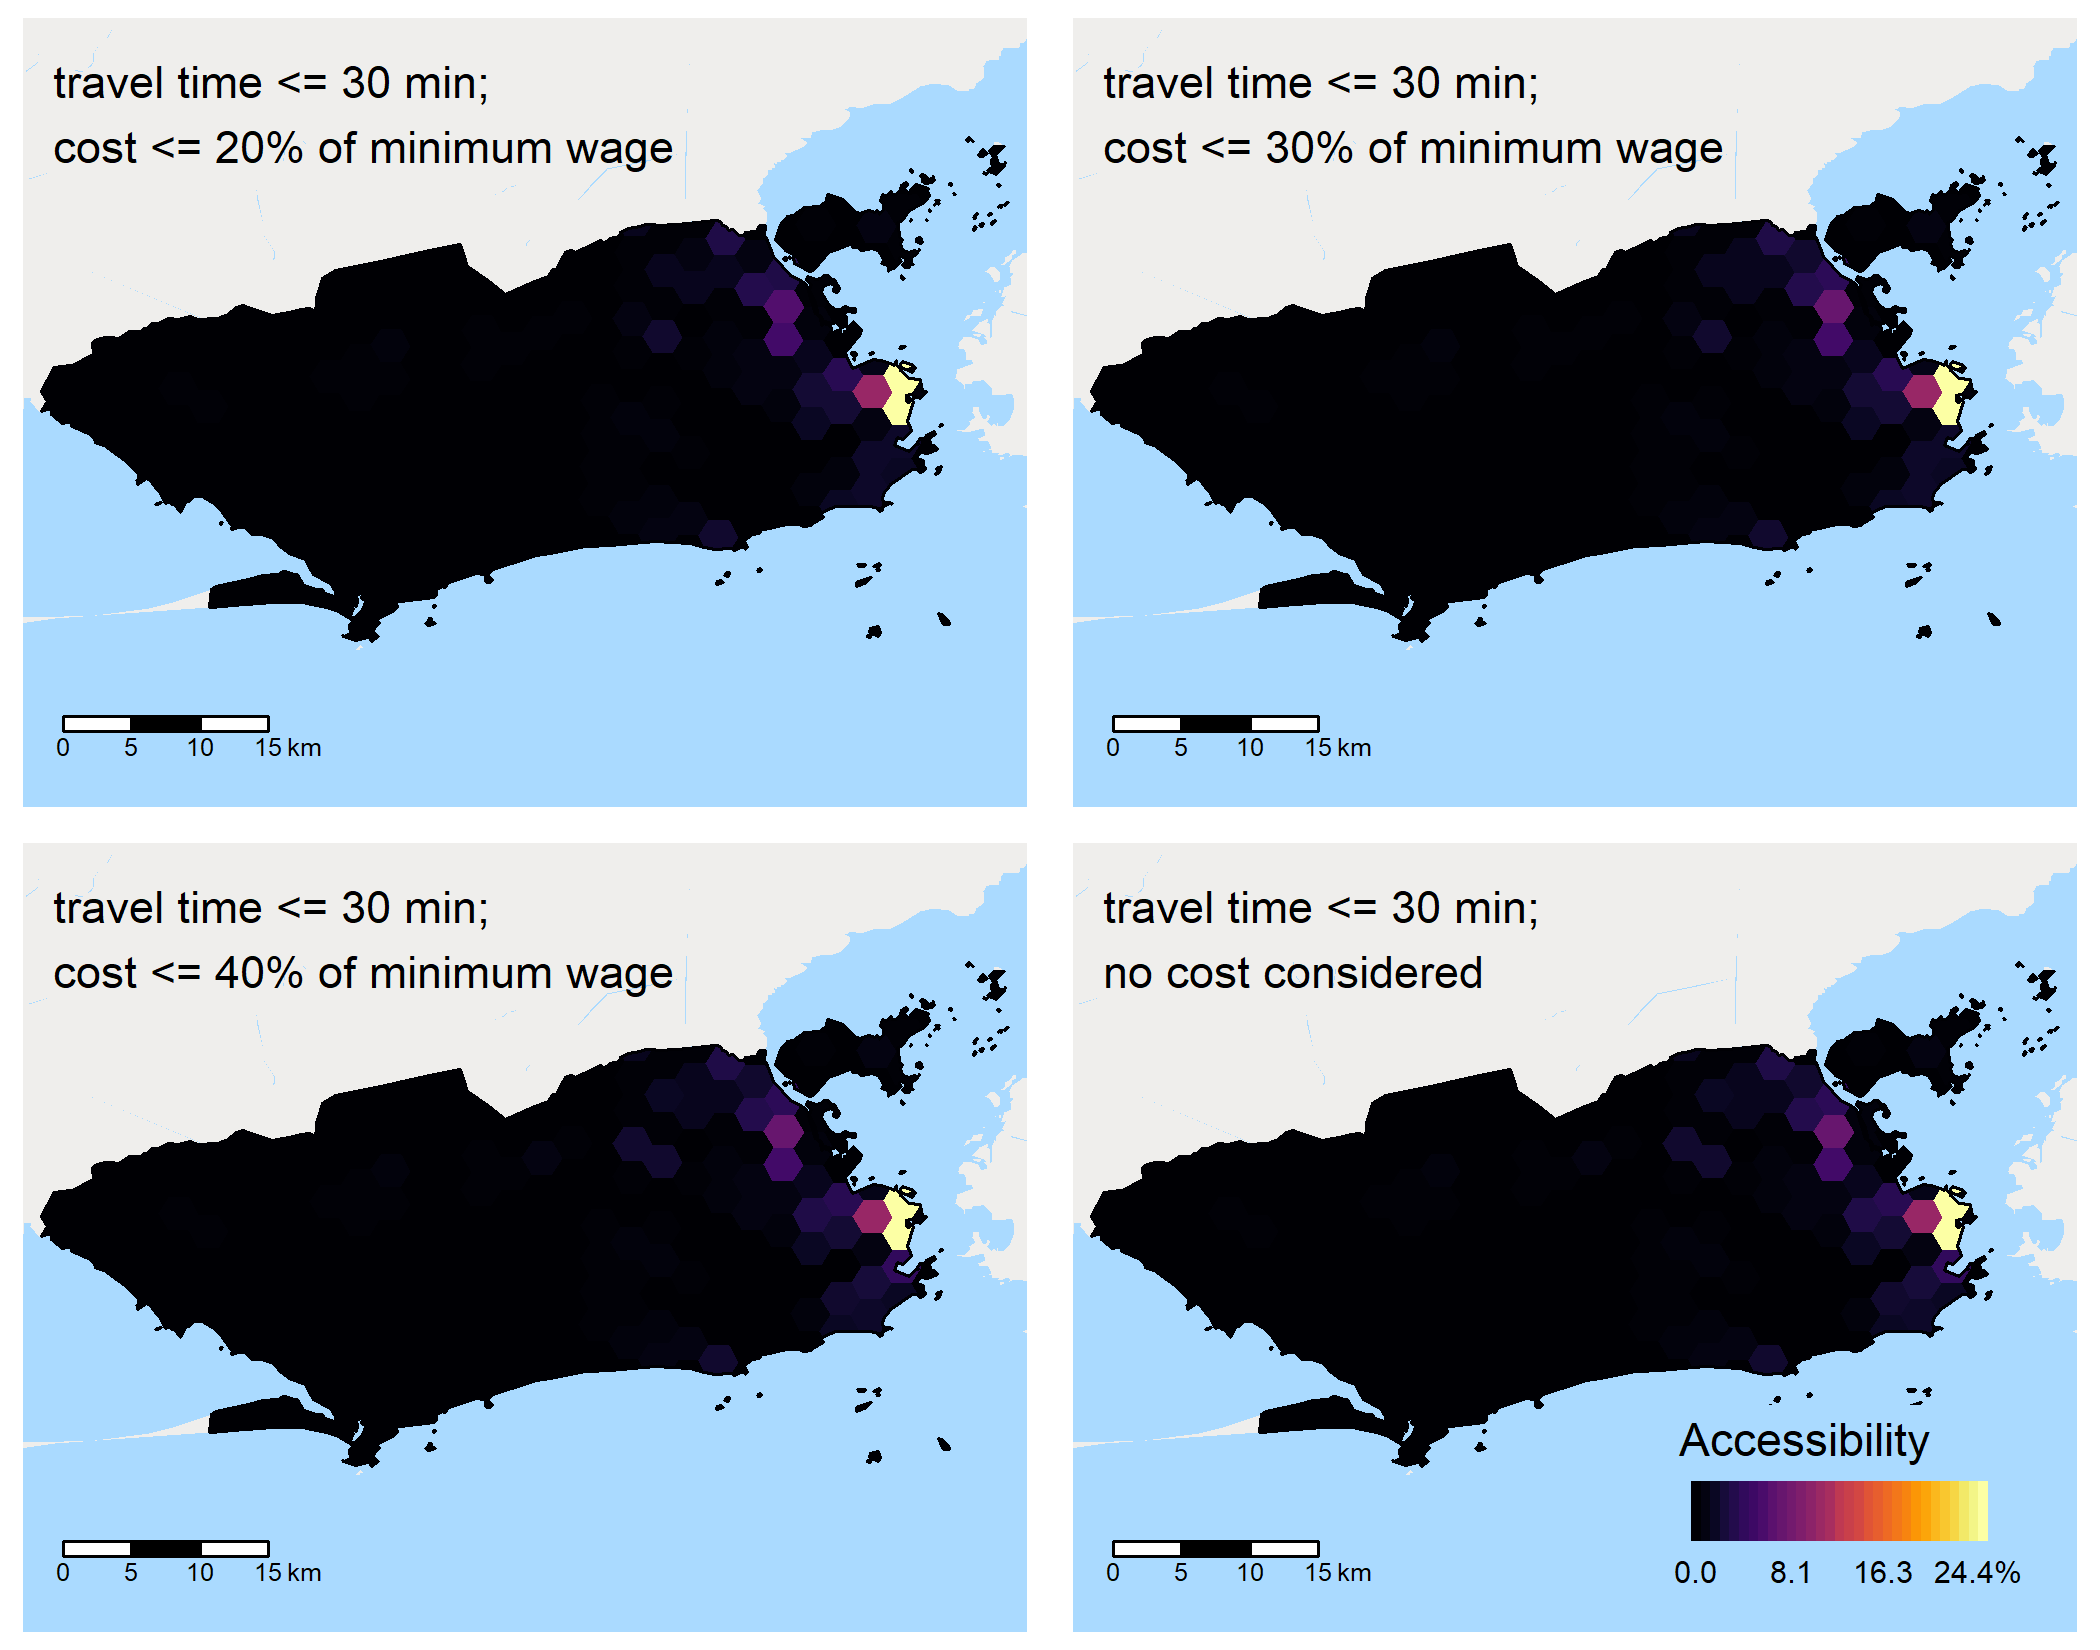 travel time <= 30 min;
cost <= 20% of minimum wage
0 5 10 15 km
travel time <= 30 min;
cost <= 30% of minimum wage
0 5 10 15 km
travel time <= 30 min;
cost <= 40% of minimum wage
0 5 10 15 km
travel time <= 30 min;
no cost considered
0 5 10 15 km
Accessibility
0.0 8.1 16.3 24.4%